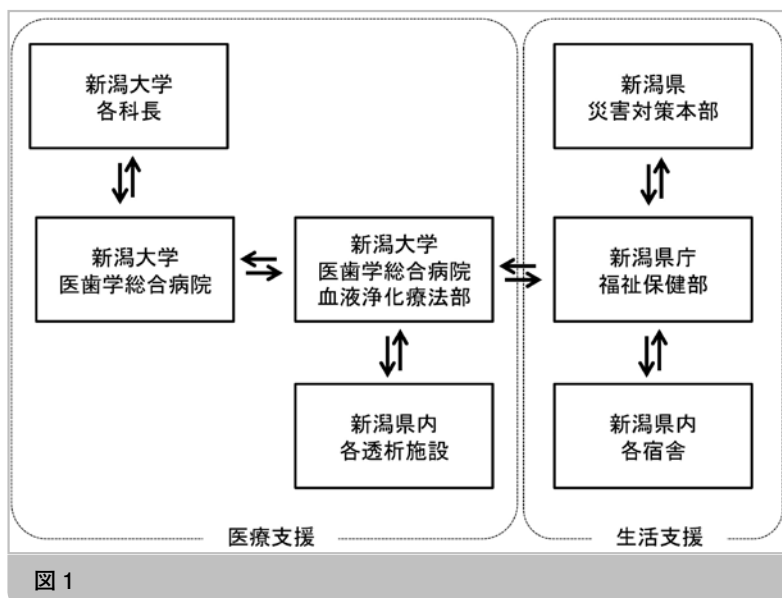 新潟大学
各科長
新潟県
災害対策本部
新潟大学
医歯学総合病院
新潟大学
医歯学総合病院
血液浄化療法部
新潟県庁
福祉保健部
新潟県内
各透析施設
新潟県内
各宿舎
医療支援
生活支援
図1